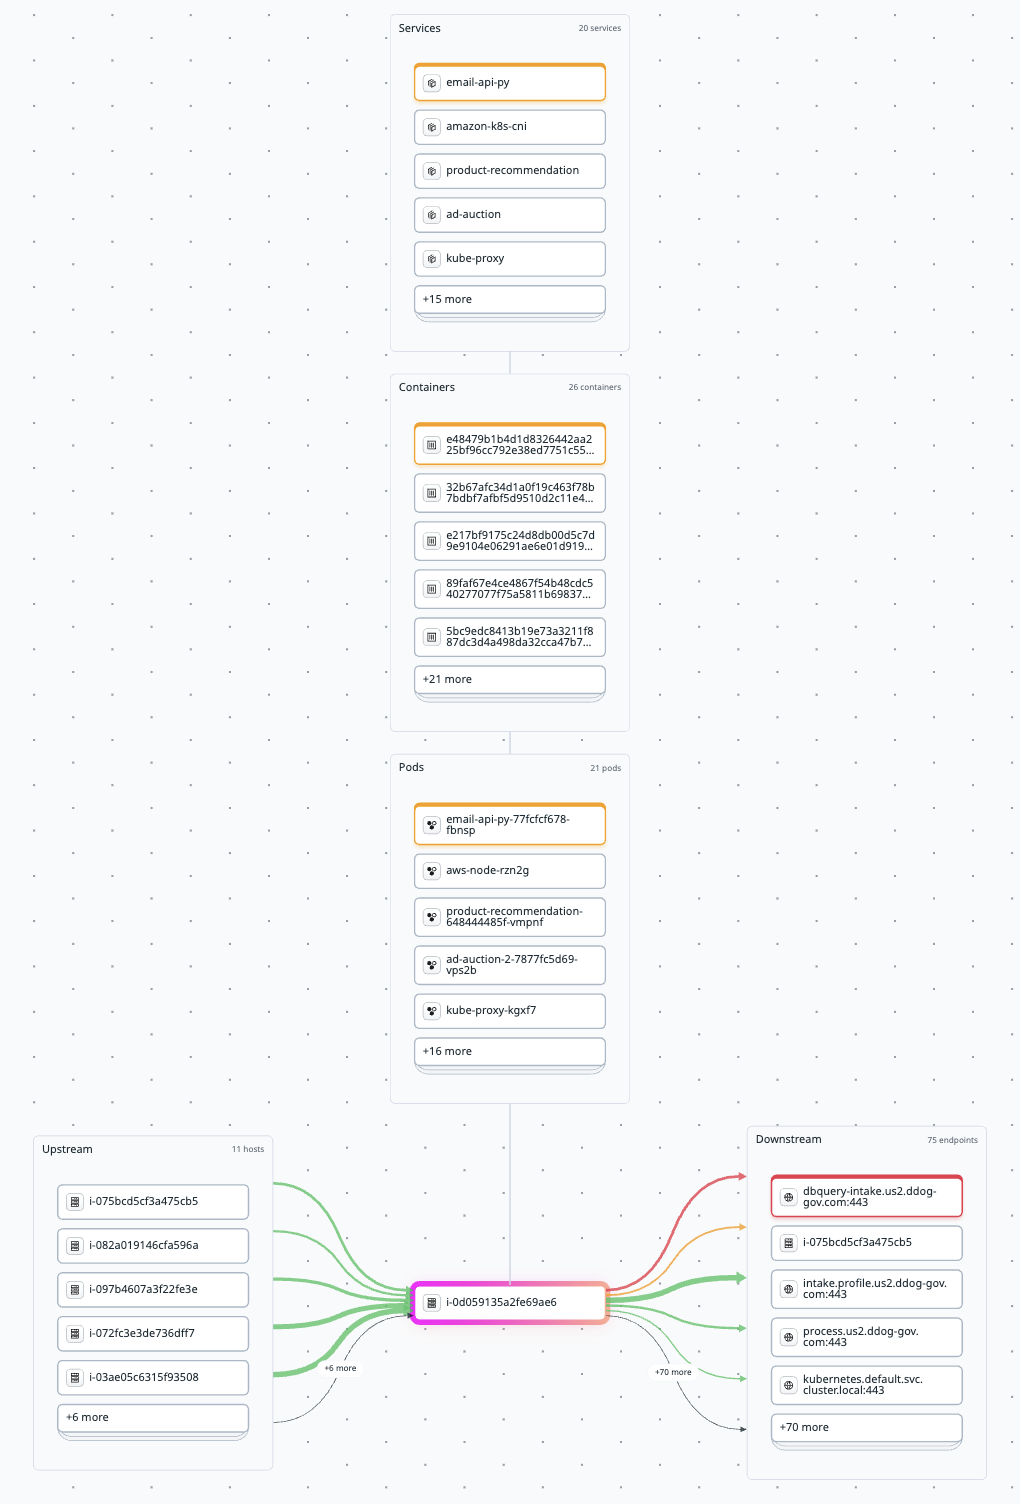 Services
20 services
email-api-py
amazon-k8s-cni
product-recommendation
ad-auction
kube-proxy
+15 more
Containers
26 containers
e48479b1b4d1d8326442aa2
25bf96cc792e38ed7751c55...
32b67afc34d1a0f19c463f78b
7bdbf7afbf5d9510d2c11e4...
e217bf9175c24d8db00d5c7d
9e9104e06291ae6e01d919...
89faf67e4ce4867f54b48cdc5
40277077f75a5811b69837...
5bc9edc8413b19e73a3211f8
87dc3d4a498da32cca47b7...
+21 more
Pods
21 pods
email-api-py-77fcfcf678-
fbnsp
aws-node-rzn2g
product-recommendation-
648444485f-vmpnf
ad-auction-2-7877fc5d69-
vps2b
kube-proxy-kgxf7
+16 more
Upstream
11 hosts
i-075bcd5cf3a475cb5
i-082a019146cfa596a
i-097b4607a3f22fe3e
i-072fc3e3de736dff7
i-03ae05c6315f93508
+6 more
+6 more
i-0d059135a2fe69ae6
+70 more
Downstream
75 endpoints
dbquery-intake.us2.ddog-
gov.com:443
i-075bcd5cf3a475cb5
intake.profile.us2.ddog-gov.
com:443
process.us2.ddog-gov.
com:443
kubernetes.default.svc.
cluster.local:443
+70 more